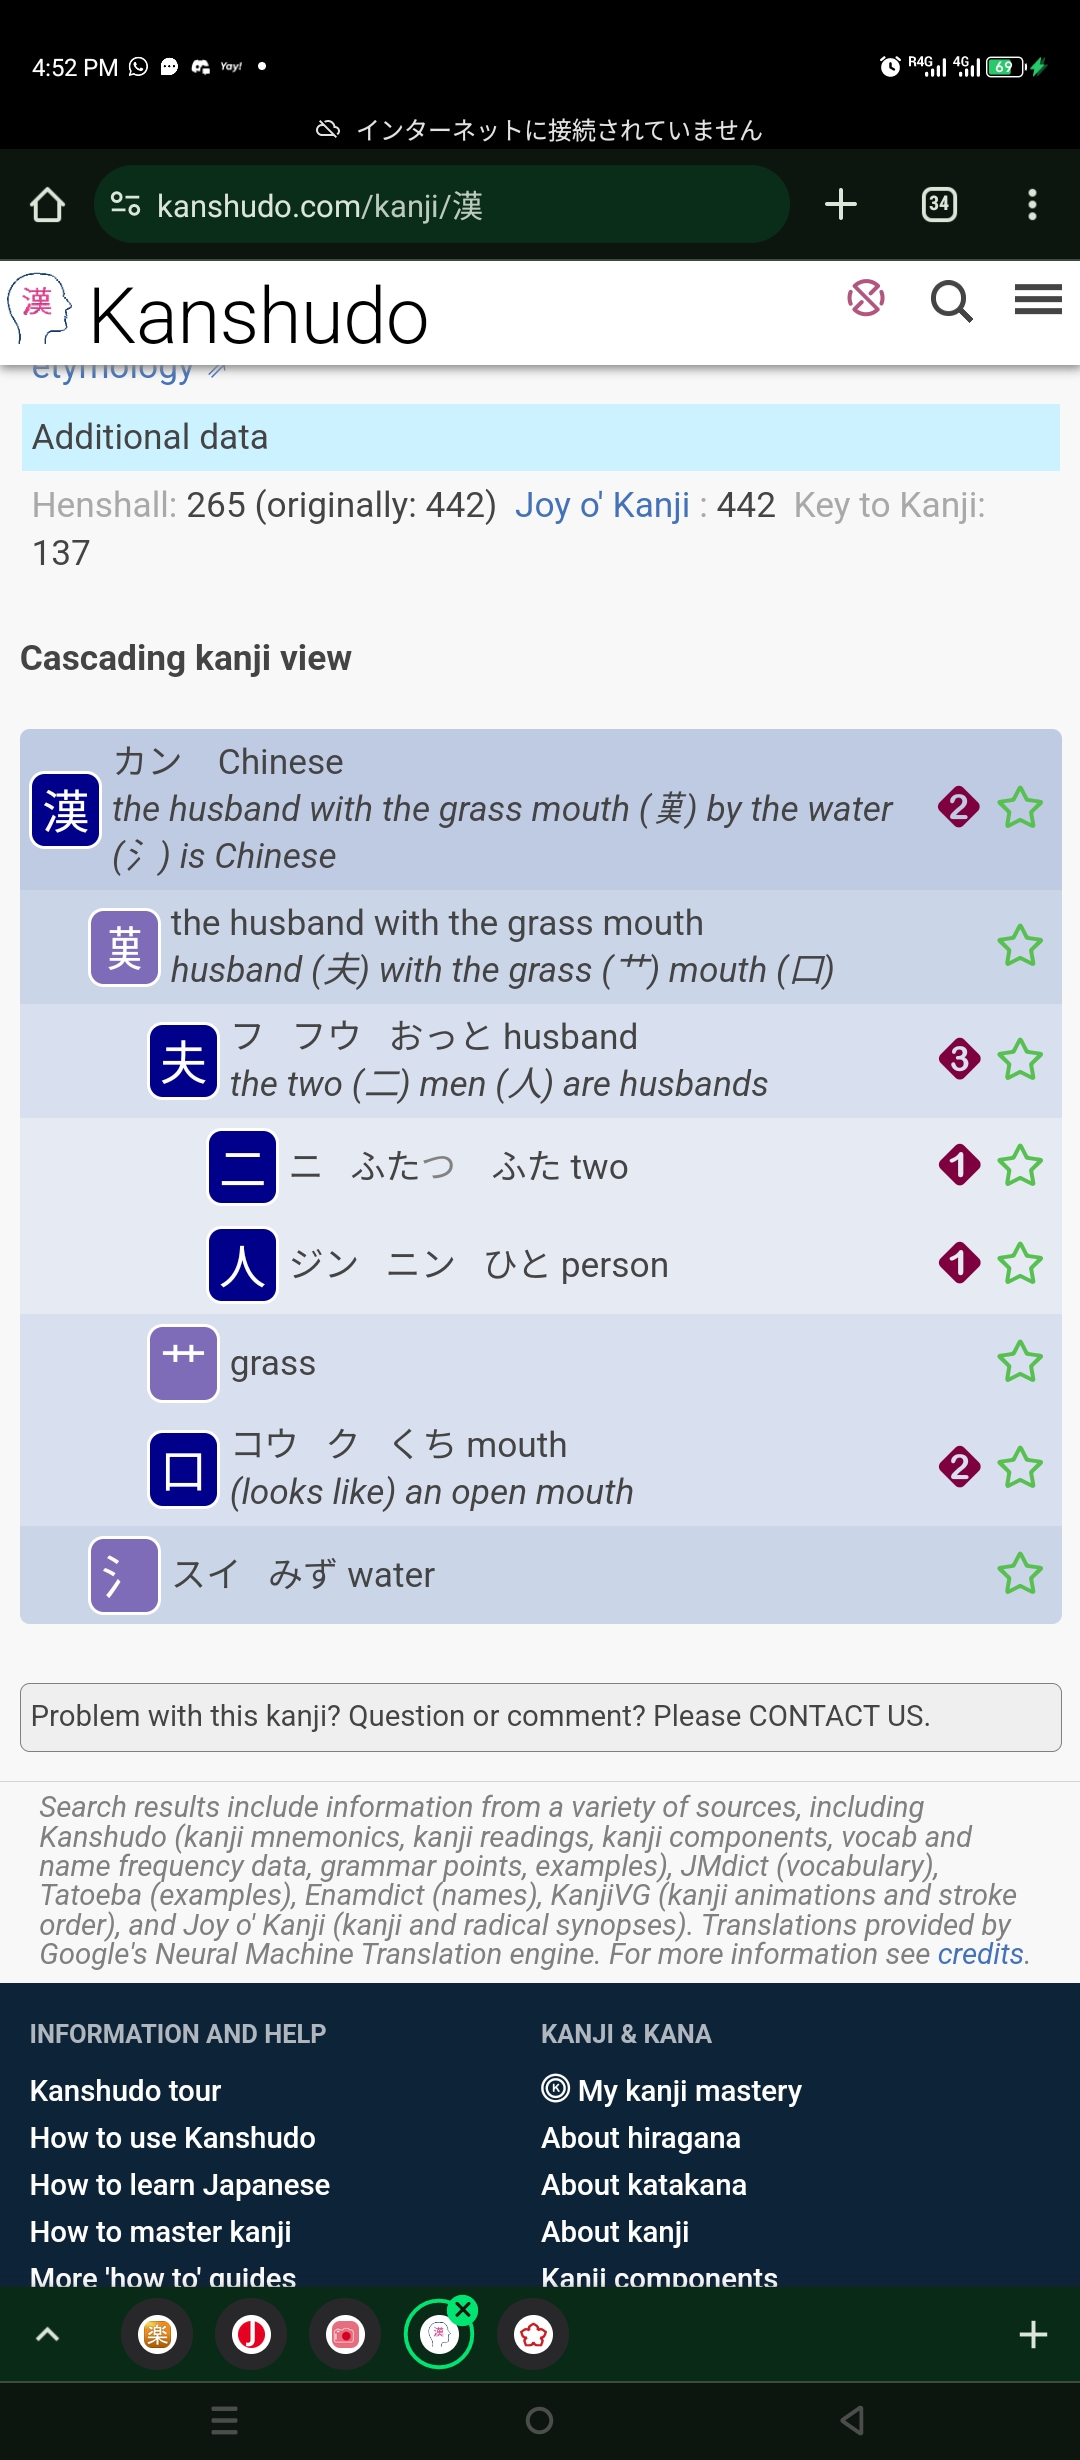 4:52 PM Yay! R4G 4G 69
インターネットに接続されていません
kanshudo.com/kanji/漢 34
漢 Kanshudo
etymology
Additional data
Henshall: 265 (originally: 442) Joy o' Kanji : 442 Key to Kanji:
137
Cascading kanji view
カン Chinese
漢 the husband with the grass mouth (𦰩) by the water 2
(氵) is Chinese
𦰩 the husband with the grass mouth
husband (夫) with the grass (艹) mouth (口)
夫 フ フウ おっと husband 3
the two (二) men (人) are husbands
二 ニ ふたつ ふた two 1
人 ジン ニン ひと person 1
艹 grass
口 コウ ク くち mouth 2
(looks like) an open mouth
氵 スイ みず water
Problem with this kanji? Question or comment? Please CONTACT US.
Search results include information from a variety of sources, including
Kanshudo (kanji mnemonics, kanji readings, kanji components, vocab and
name frequency data, grammar points, examples), JMdict (vocabulary),
Tatoeba (examples), Enamdict (names), KanjiVG (kanji animations and stroke
order), and Joy o' Kanji (kanji and radical synopses). Translations provided by
Google's Neural Machine Translation engine. For more information see credits.
INFORMATION AND HELP
Kanshudo tour
How to use Kanshudo
How to learn Japanese
How to master kanji
More 'how to' guides
KANJI & KANA
K My kanji mastery
About hiragana
About katakana
About kanji
Kanji components
楽 J 漢